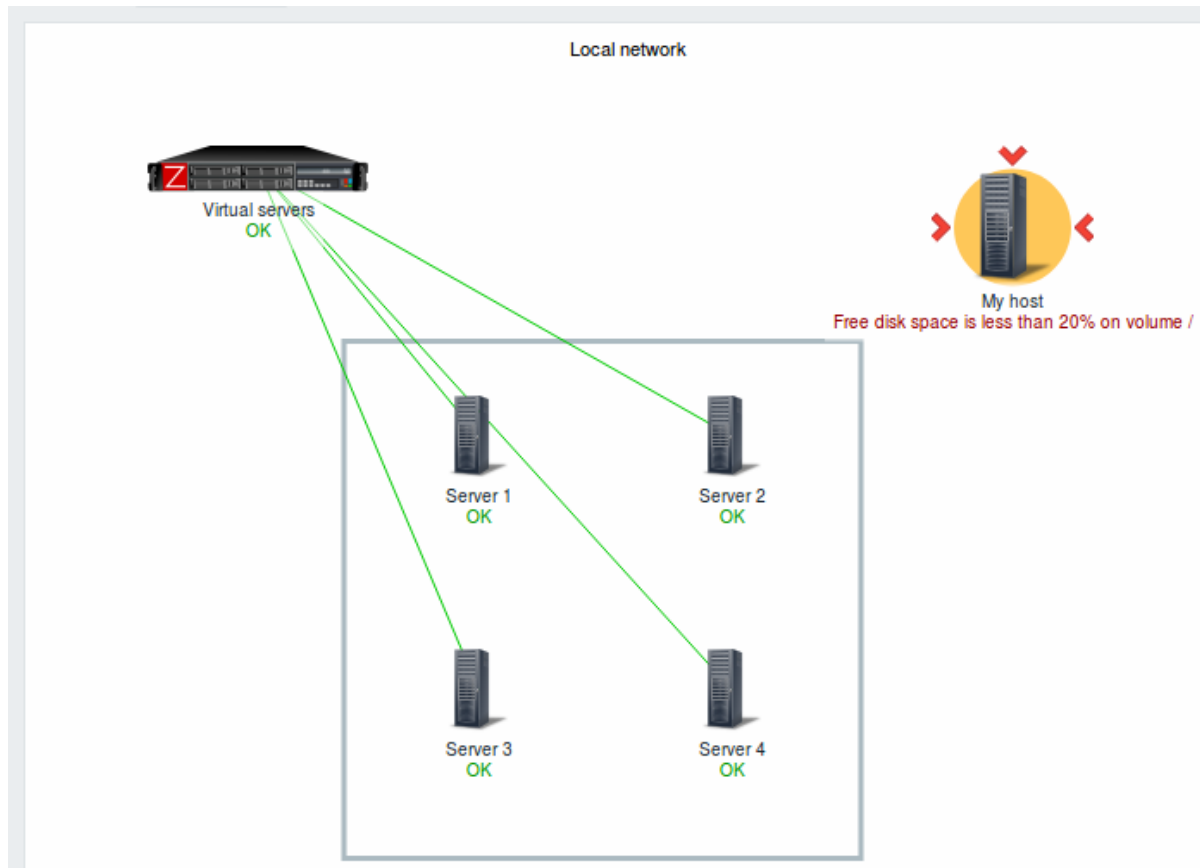 Local network
Z
Virtual servers
OK
My host
Free disk space is less than 20% on volume /
Server 1
OK
Server 2
OK
Server 3
OK
Server 4
OK